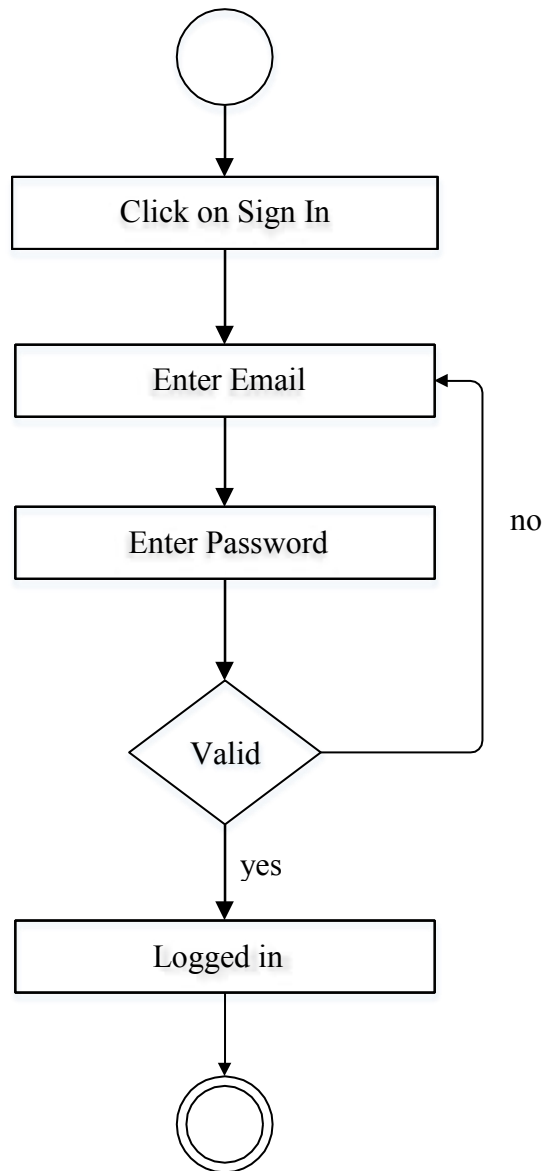 Click on Sign In
Enter Email
Enter Password
no
Valid
yes
Logged in